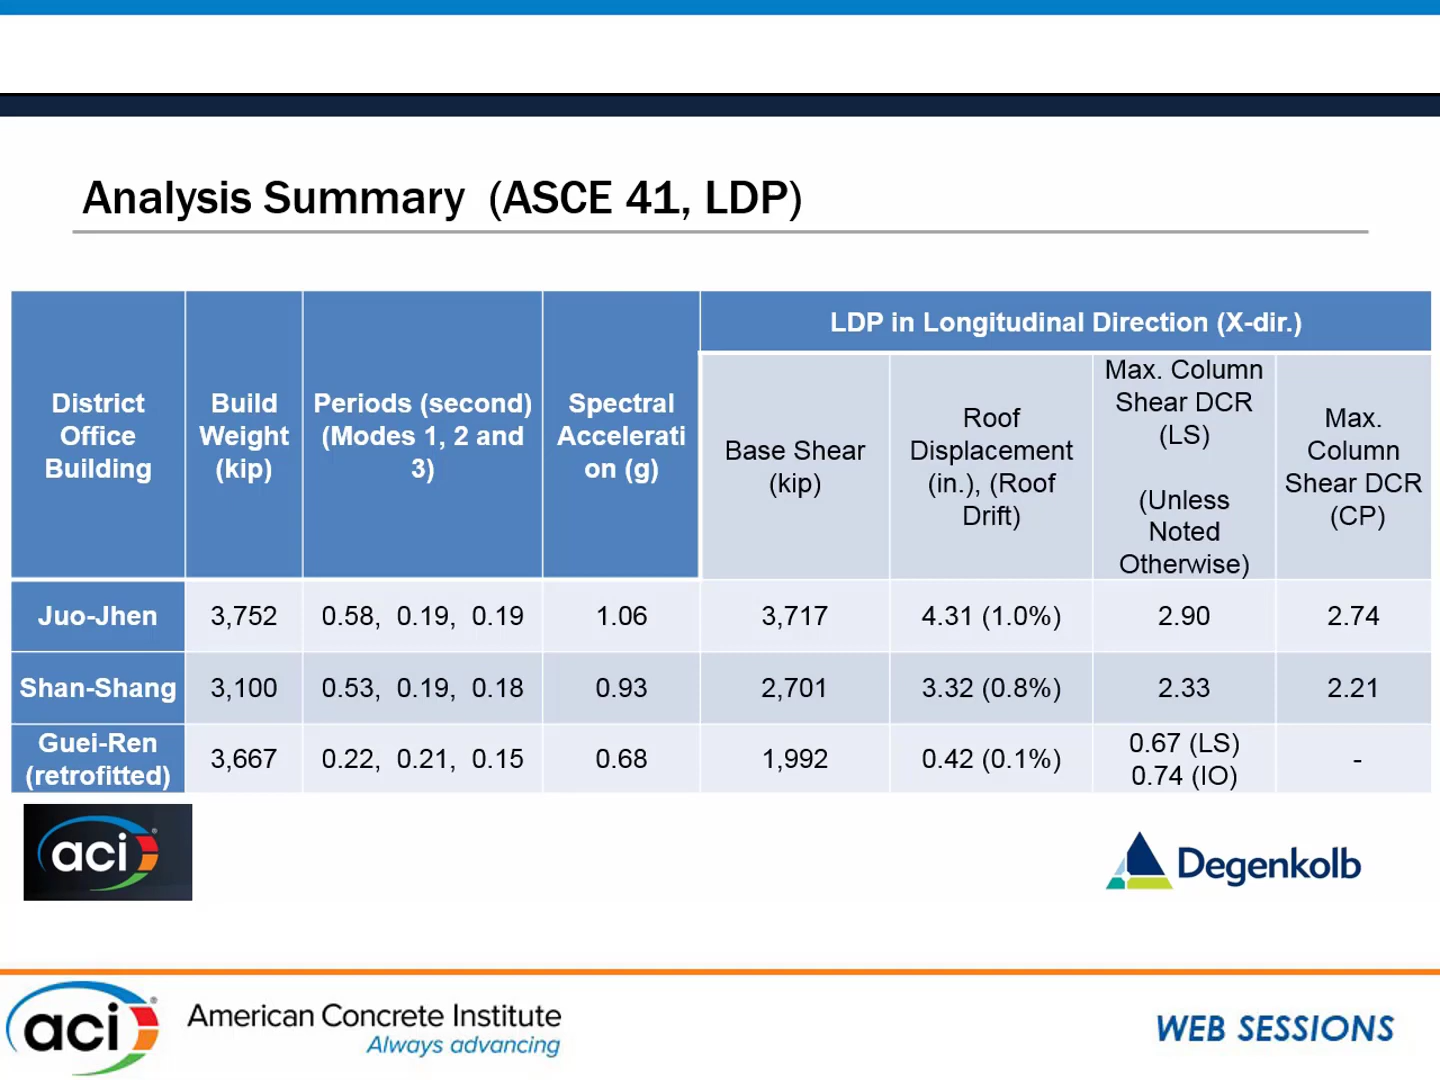 Analysis Summary (ASCE 41, LDP)
LDP in Longitudinal Direction (X-dir.)
District
Office
Building
Build
Weight
(kip)
Periods (second)
(Modes 1, 2 and
3)
Spectral
Accelerati
on (g)
Base Shear
(kip)
Roof
Displacement
(in.), (Roof
Drift)
Max. Column
Shear DCR
(LS)
(Unless
Noted
Otherwise)
Max.
Column
Shear DCR
(CP)
Juo-Jhen 3,752 0.58, 0.19, 0.19 1.06 3,717 4.31 (1.0%) 2.90 2.74
Shan-Shang 3,100 0.53, 0.19, 0.18 0.93 2,701 3.32 (0.8%) 2.33 2.21
Guei-Ren
(retrofitted)
3,667 0.22, 0.21, 0.15 0.68 1,992 0.42 (0.1%)
0.67 (LS)
0.74 (IO)
-
aci®
Degenkolb
aci®
American Concrete Institute
Always advancing
WEB SESSIONS